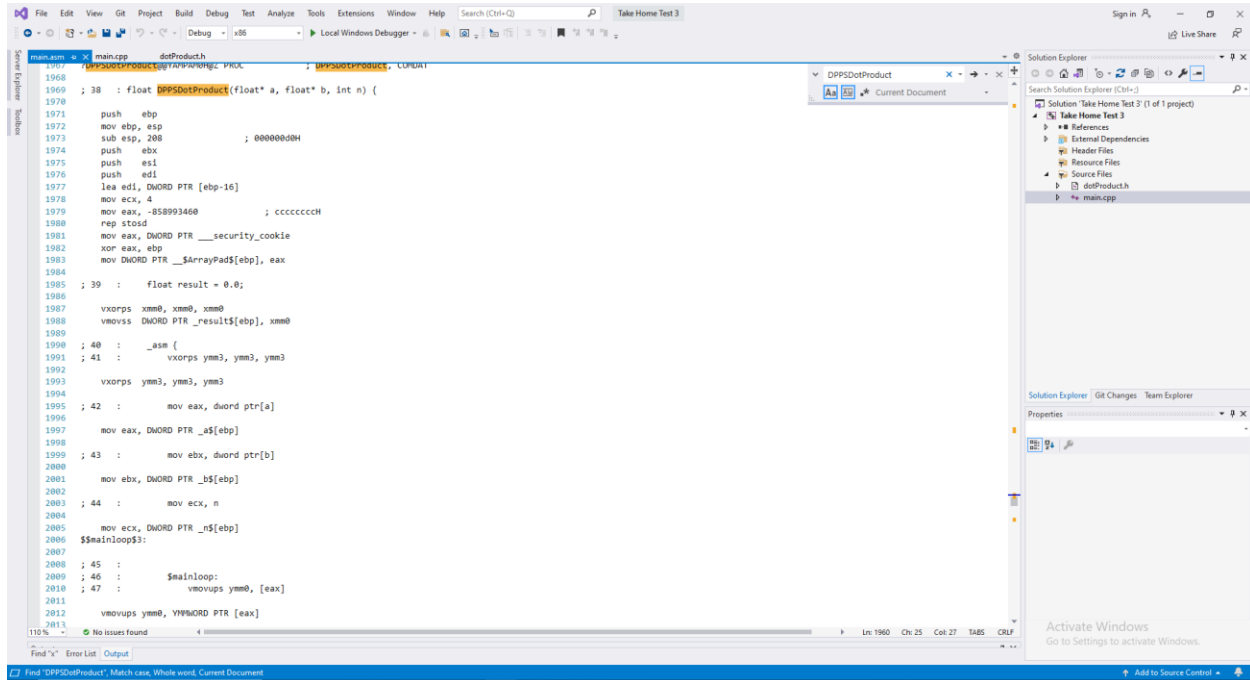 File Edit View Git Project Build Debug Test Analyze Tools Extensions Window Help Search (Ctrl+Q) Take Home Test 3 Sign in
Debug x86 Local Windows Debugger Live Share
Server Explorer
Toolbox
main.asm main.cpp dotProduct.h
1967 ?DPPSDotProduct@@YAMPAM0H@Z PROC ; DPPSDotProduct, COMDAT
1968
1969 ; 38 : float DPPSDotProduct(float* a, float* b, int n) {
1970
1971 push ebp
1972 mov ebp, esp
1973 sub esp, 208 ; 000000d0H
1974 push ebx
1975 push esi
1976 push edi
1977 lea edi, DWORD PTR [ebp-16]
1978 mov ecx, 4
1979 mov eax, -858993460 ; ccccccccH
1980 rep stosd
1981 mov eax, DWORD PTR ___security_cookie
1982 xor eax, ebp
1983 mov DWORD PTR __$ArrayPad$[ebp], eax
1984
1985 ; 39 : float result = 0.0;
1986
1987 vxorps xmm0, xmm0, xmm0
1988 vmovss DWORD PTR _result$[ebp], xmm0
1989
1990 ; 40 : _asm {
1991 ; 41 : vxorps ymm3, ymm3, ymm3
1992
1993 vxorps ymm3, ymm3, ymm3
1994
1995 ; 42 : mov eax, dword ptr[a]
1996
1997 mov eax, DWORD PTR _a$[ebp]
1998
1999 ; 43 : mov ebx, dword ptr[b]
2000
2001 mov ebx, DWORD PTR _b$[ebp]
2002
2003 ; 44 : mov ecx, n
2004
2005 mov ecx, DWORD PTR _n$[ebp]
2006 $$mainloop$3:
2007
2008 ; 45 :
2009 ; 46 : $mainloop:
2010 ; 47 : vmovups ymm0, [eax]
2011
2012 vmovups ymm0, YMMWORD PTR [eax]
2013
DPPSDotProduct
Aa Current Document
110 % No issues found Ln: 1960 Ch: 25 Col: 27 TABS CRLF
Find "x" Error List Output
Solution Explorer
Search Solution Explorer (Ctrl+;)
Solution 'Take Home Test 3' (1 of 1 project)
Take Home Test 3
References
External Dependencies
Header Files
Resource Files
Source Files
dotProduct.h
main.cpp
Solution Explorer Git Changes Team Explorer
Properties
Activate Windows
Go to Settings to activate Windows.
Find "DPPSDotProduct", Match case, Whole word, Current Document Add to Source Control